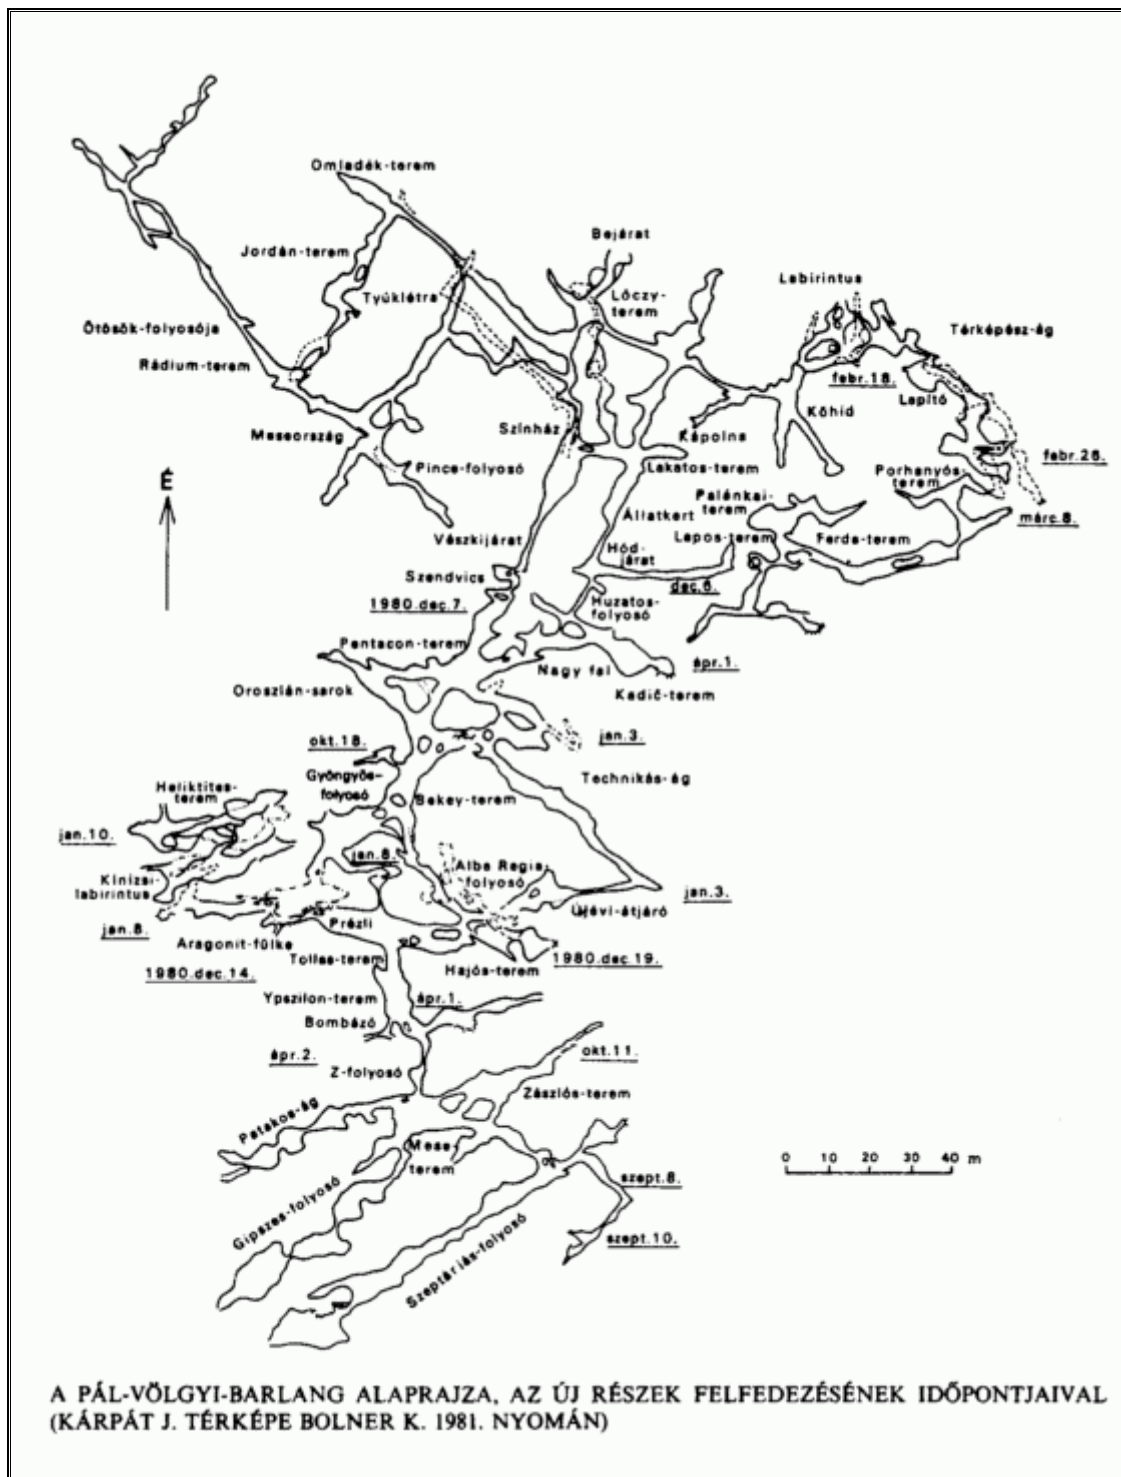 Omladék-terem
Bejárat
Jordán-terem
Tyúklétra
Lóczy-
terem
Labirintus
Ötösök-folyosója
Térképész-ág
Rádium-terem
febr.18.
Lapító
Kőhíd
Meseország
Színház
Kápolna
Pince-folyosó
Lakatos-terem
febr.26.
Porhanyós-
terem
É
Palánkai-
terem
Állatkert
márc.8.
Vészkijárat
Lapos-terem
Ferde-terem
Hód-
járat
Szendvics
dec.6.
1980.dec.7.
Huzatos-
folyosó
Pentacon-terem
ápr.1.
Nagy fal
Oroszlán-sarok
Kadič-terem
okt.18.
jan.3.
Gyöngyös-
folyosó
Technikás-ág
Heliktites-
terem
Bekey-terem
jan.10.
jan.8.
Alba Regia-
folyosó
Kinizsi-
labirintus
jan.3.
jan.8.
Prézli
Újévi-átjáró
Aragonit-fülke
Tollas-terem
1980.dec.19.
1980.dec.14.
Hajós-terem
Ypszilon-terem
ápr.1.
Bombázó
ápr.2.
okt.11.
Z-folyosó
Zászlós-terem
Patakos-ág
Mese-
terem
szept.8.
Gipszes-folyosó
szept.10.
Szeptáriás-folyosó
0 10 20 30 40 m
A PÁL-VÖLGYI-BARLANG ALAPRAJZA, AZ ÚJ RÉSZEK FELFEDEZÉSÉNEK IDŐPONTJAIVAL
(KÁRPÁT J. TÉRKÉPE BOLNER K. 1981. NYOMÁN)